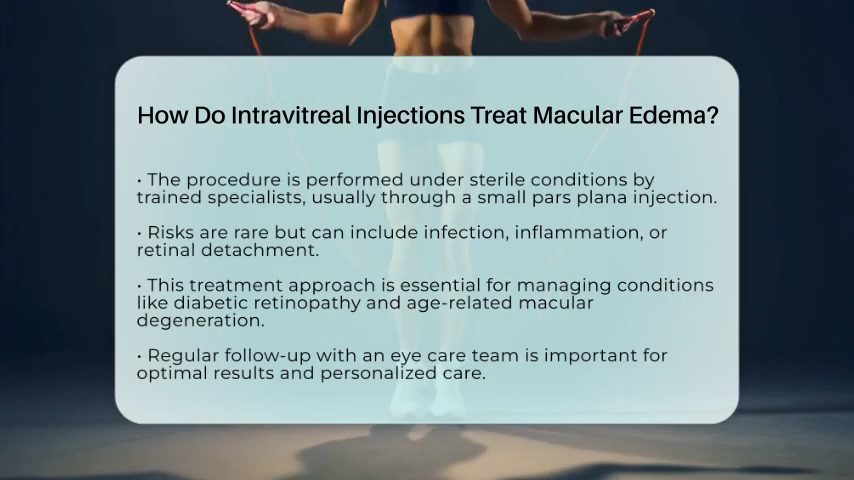 How Do Intravitreal Injections Treat Macular Edema?
• The procedure is performed under sterile conditions by
trained specialists, usually through a small pars plana injection.
• Risks are rare but can include infection, inflammation, or
retinal detachment.
• This treatment approach is essential for managing conditions
like diabetic retinopathy and age-related macular
degeneration.
• Regular follow-up with an eye care team is important for
optimal results and personalized care.